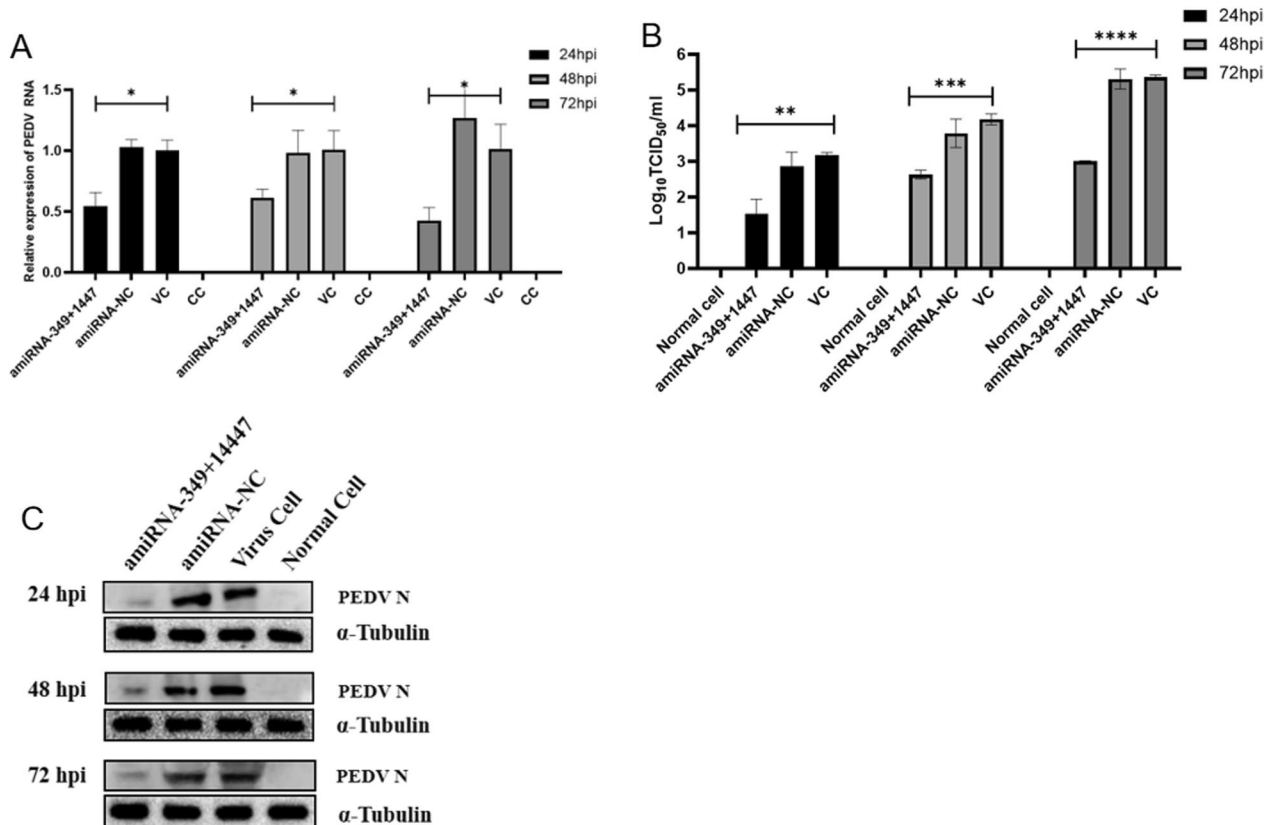 A
24hpi
48hpi
72hpi
Relative expression of PEDV RNA
1.5
1.0
0.5
0.0
*
*
*
amiRNA-349+1447
amiRNA-NC
VC
CC
amiRNA-349+1447
amiRNA-NC
VC
CC
amiRNA-349+1447
amiRNA-NC
VC
CC
B
24hpi
48hpi
72hpi
Log10TCID50/ml
6
5
4
3
2
1
0
**
***
****
Normal cell
amiRNA-349+1447
amiRNA-NC
VC
Normal cell
amiRNA-349+1447
amiRNA-NC
VC
Normal cell
amiRNA-349+1447
amiRNA-NC
VC
C
amiRNA-349+14447
amiRNA-NC
Virus Cell
Normal Cell
24 hpi
PEDV N
α-Tubulin
48 hpi
PEDV N
α-Tubulin
72 hpi
PEDV N
α-Tubulin